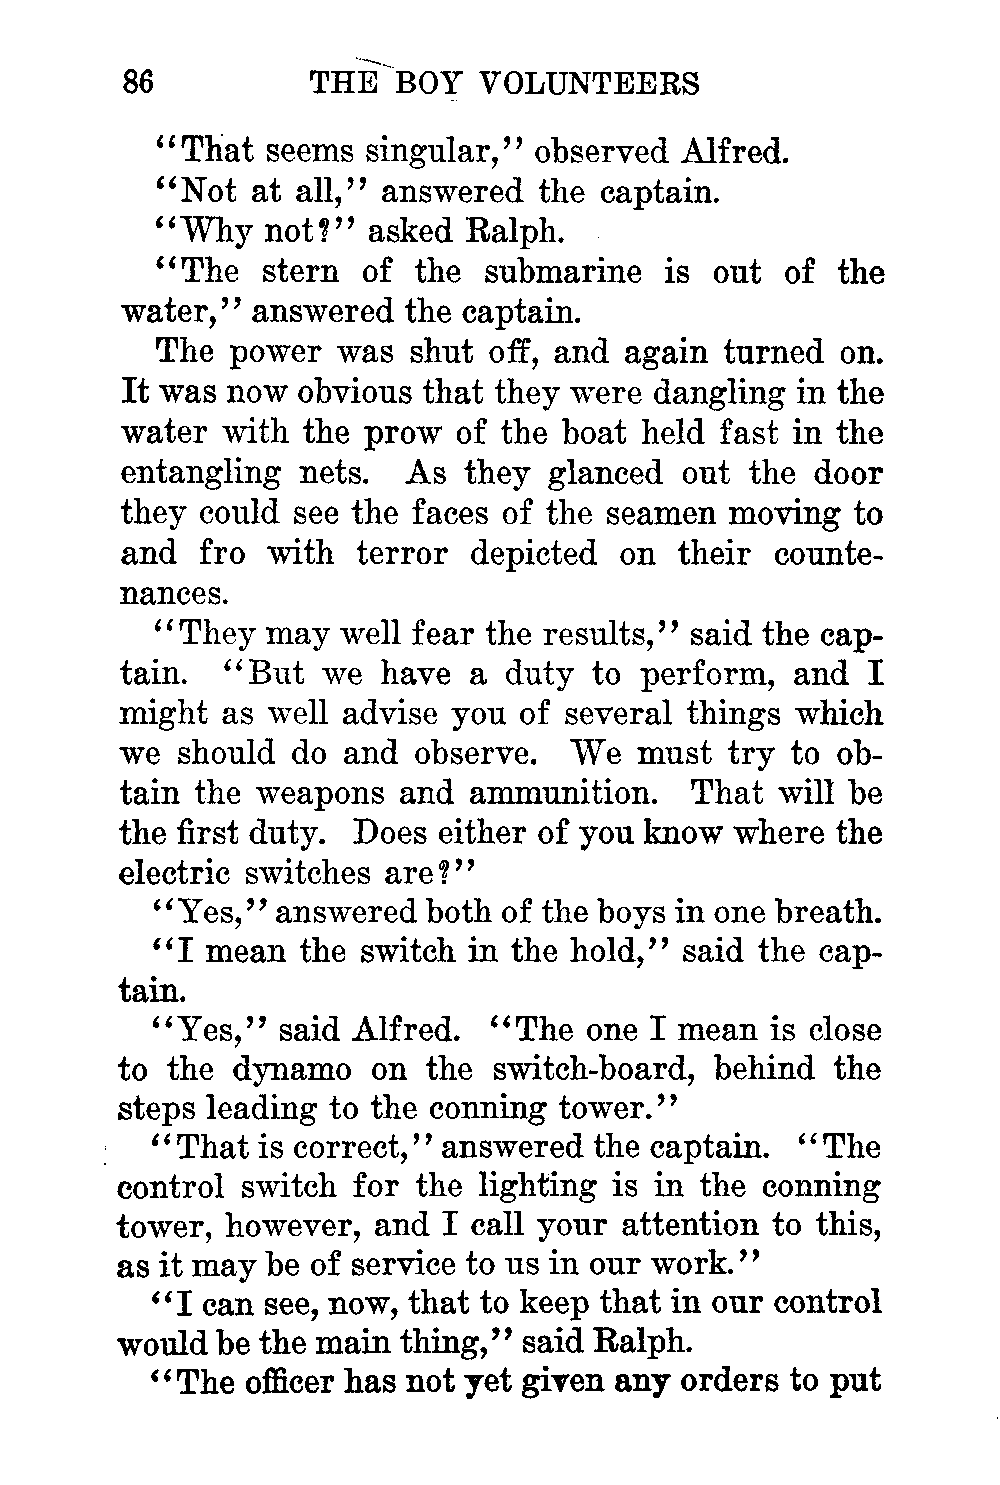 86 THE BOY VOLUNTEERS
“That seems singular,” observed Alfred.
“Not at all,” answered the captain.
“Why not?” asked Ralph.
“The stern of the submarine is out of the
water,” answered the captain.
The power was shut off, and again turned on.
It was now obvious that they were dangling in the
water with the prow of the boat held fast in the
entangling nets. As they glanced out the door
they could see the faces of the seamen moving to
and fro with terror depicted on their counte-
nances.
“They may well fear the results,” said the cap-
tain. “But we have a duty to perform, and I
might as well advise you of several things which
we should do and observe. We must try to ob-
tain the weapons and ammunition. That will be
the first duty. Does either of you know where the
electric switches are?”
“Yes,” answered both of the boys in one breath.
“I mean the switch in the hold,” said the cap-
tain.
“Yes,” said Alfred. “The one I mean is close
to the dynamo on the switch-board, behind the
steps leading to the conning tower.”
“That is correct,” answered the captain. “The
control switch for the lighting is in the conning
tower, however, and I call your attention to this,
as it may be of service to us in our work.”
“I can see, now, that to keep that in our control
would be the main thing,” said Ralph.
“The officer has not yet given any orders to put